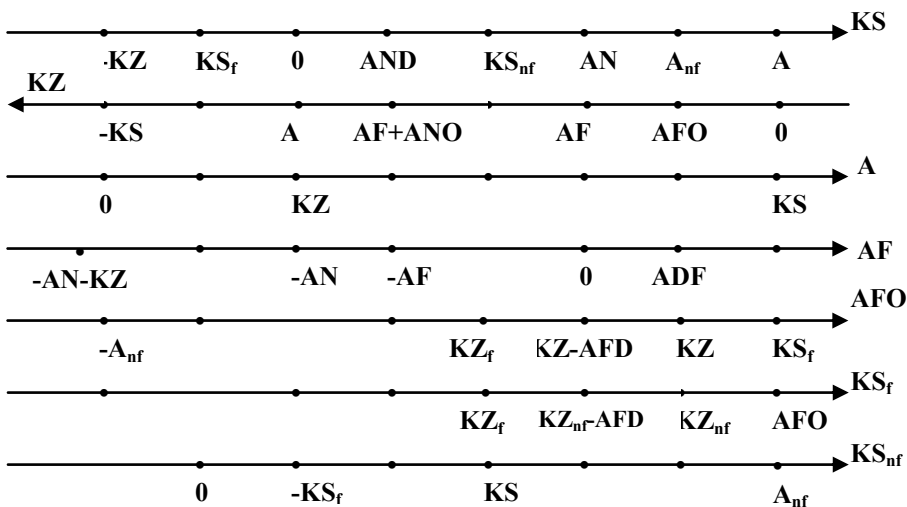 KS
-KZ KSf 0 AND KSnf AN Anf A
KZ
-KS A AF+ANO AF AFO 0
A
0 KZ KS
AF
-AN-KZ -AN -AF 0 ADF
AFO
-Anf KZf KZ-AFD KZ KSf
KSf
KZf KZnf-AFD KZnf AFO
KSnf
0 -KSf KS Anf